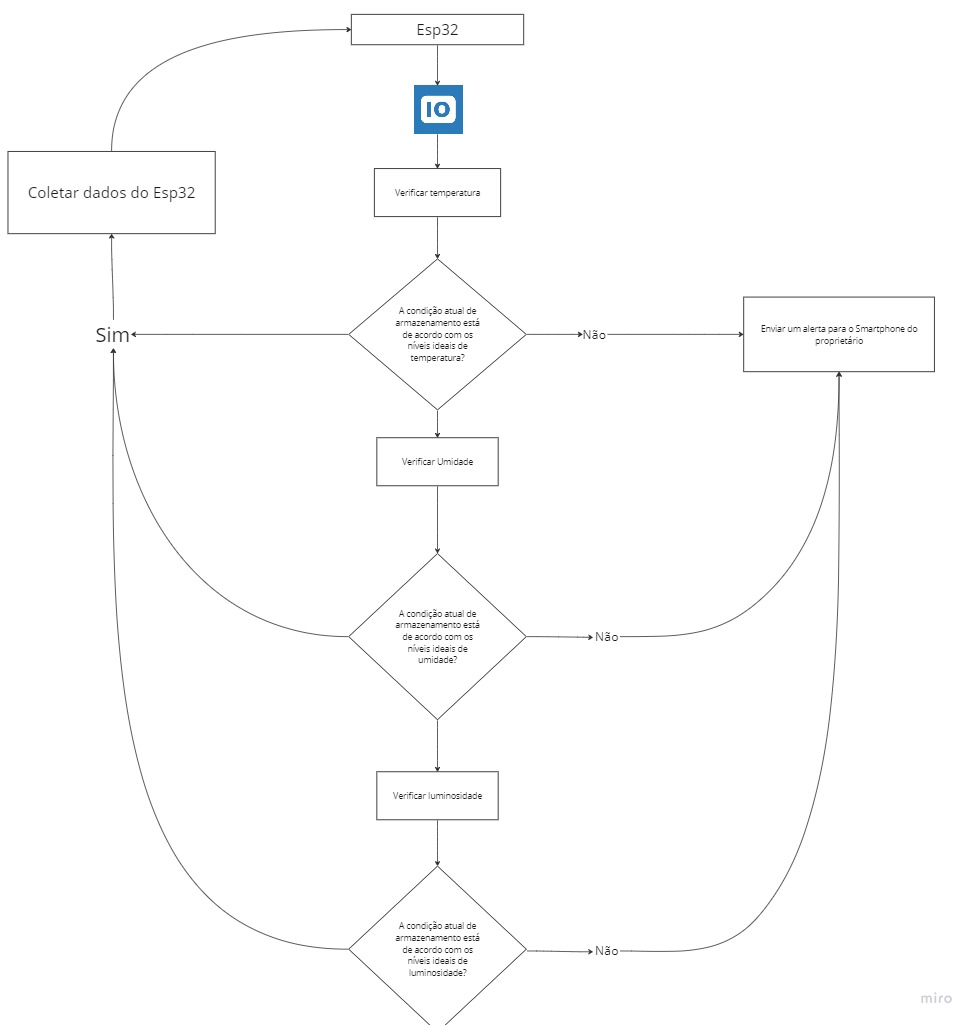 Esp32
IO
Verificar temperatura
Coletar dados do Esp32
A condição atual de
armazenamento está
de acordo com os
níveis ideais de
temperatura?
Sim
Não
Enviar um alerta para o Smartphone do
proprietário
Verificar Umidade
A condição atual de
armazenamento está
de acordo com os
níveis ideais de
umidade?
Não
Verificar luminosidade
A condição atual de
armazenamento está
de acordo com os
níveis ideais de
luminosidade?
Não
miro